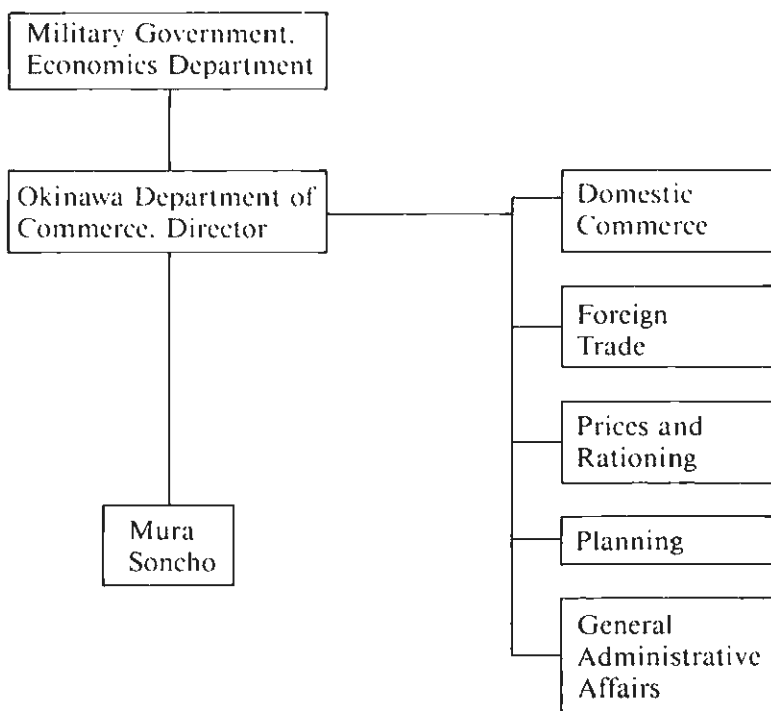 Military Government,
Economics Department
Okinawa Department of
Commerce, Director
Domestic
Commerce
Foreign
Trade
Prices and
Rationing
Mura
Soncho
Planning
General
Administrative
Affairs